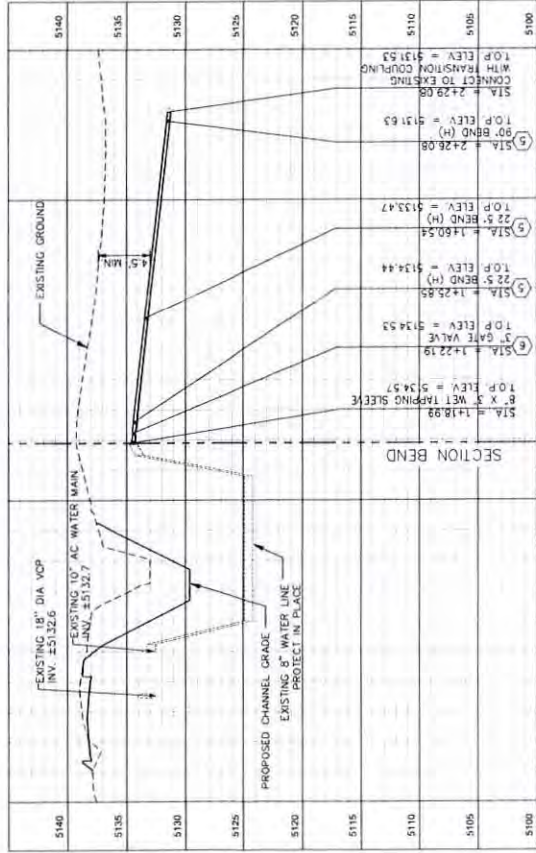 5140
5135
5130
5125
5120
5115
5110
5105
5100
EXISTING GROUND
EXISTING 18" DIA VCP
INV. ±5132.6
EXISTING 10" AC WATER MAIN
INV. ±5132.7
PROPOSED CHANNEL GRADE
EXISTING 8" WATER LINE
PROTECT IN PLACE
4.5' MIN
SECTION BEND
STA = 1+18.99
8" X 3" WET TAPPING SLEEVE
T.O.P. ELEV. = 5134.57
STA. = 1+22.19
3" GATE VALVE
T.O.P. ELEV. = 5134.53
6
STA. = 1+25.85
22.5° BEND (H)
T.O.P. ELEV. = 5134.44
5
STA. = 1+60.54
22.5° BEND (H)
T.O.P. ELEV. = 5133.47
5
STA. = 2+26.08
90° BEND (H)
T.O.P. ELEV. = 5131.63
5
STA = 2+29.08
CONNECT TO EXISTING
WITH TRANSITION COUPLING
T.O.P. ELEV. = 5131.53
5140
5135
5130
5125
5120
5115
5110
5105
5100